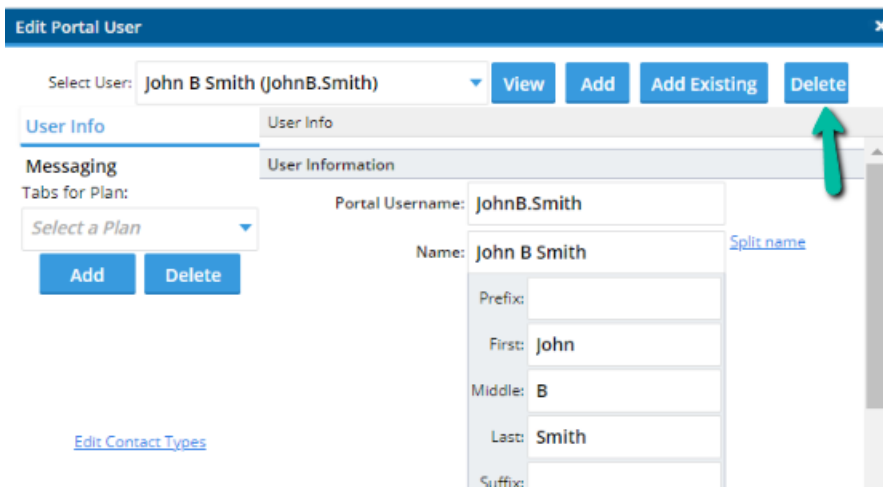 Edit Portal User
Select User: John B Smith (JohnB.Smith) View Add Add Existing Delete
User Info
User Info
Messaging
User Information
Tabs for Plan:
Portal Username: JohnB.Smith
Select a Plan
Name: John B Smith Split name
Add Delete
Prefix:
First: John
Middle: B
Edit Contact Types
Last: Smith
Suffix: